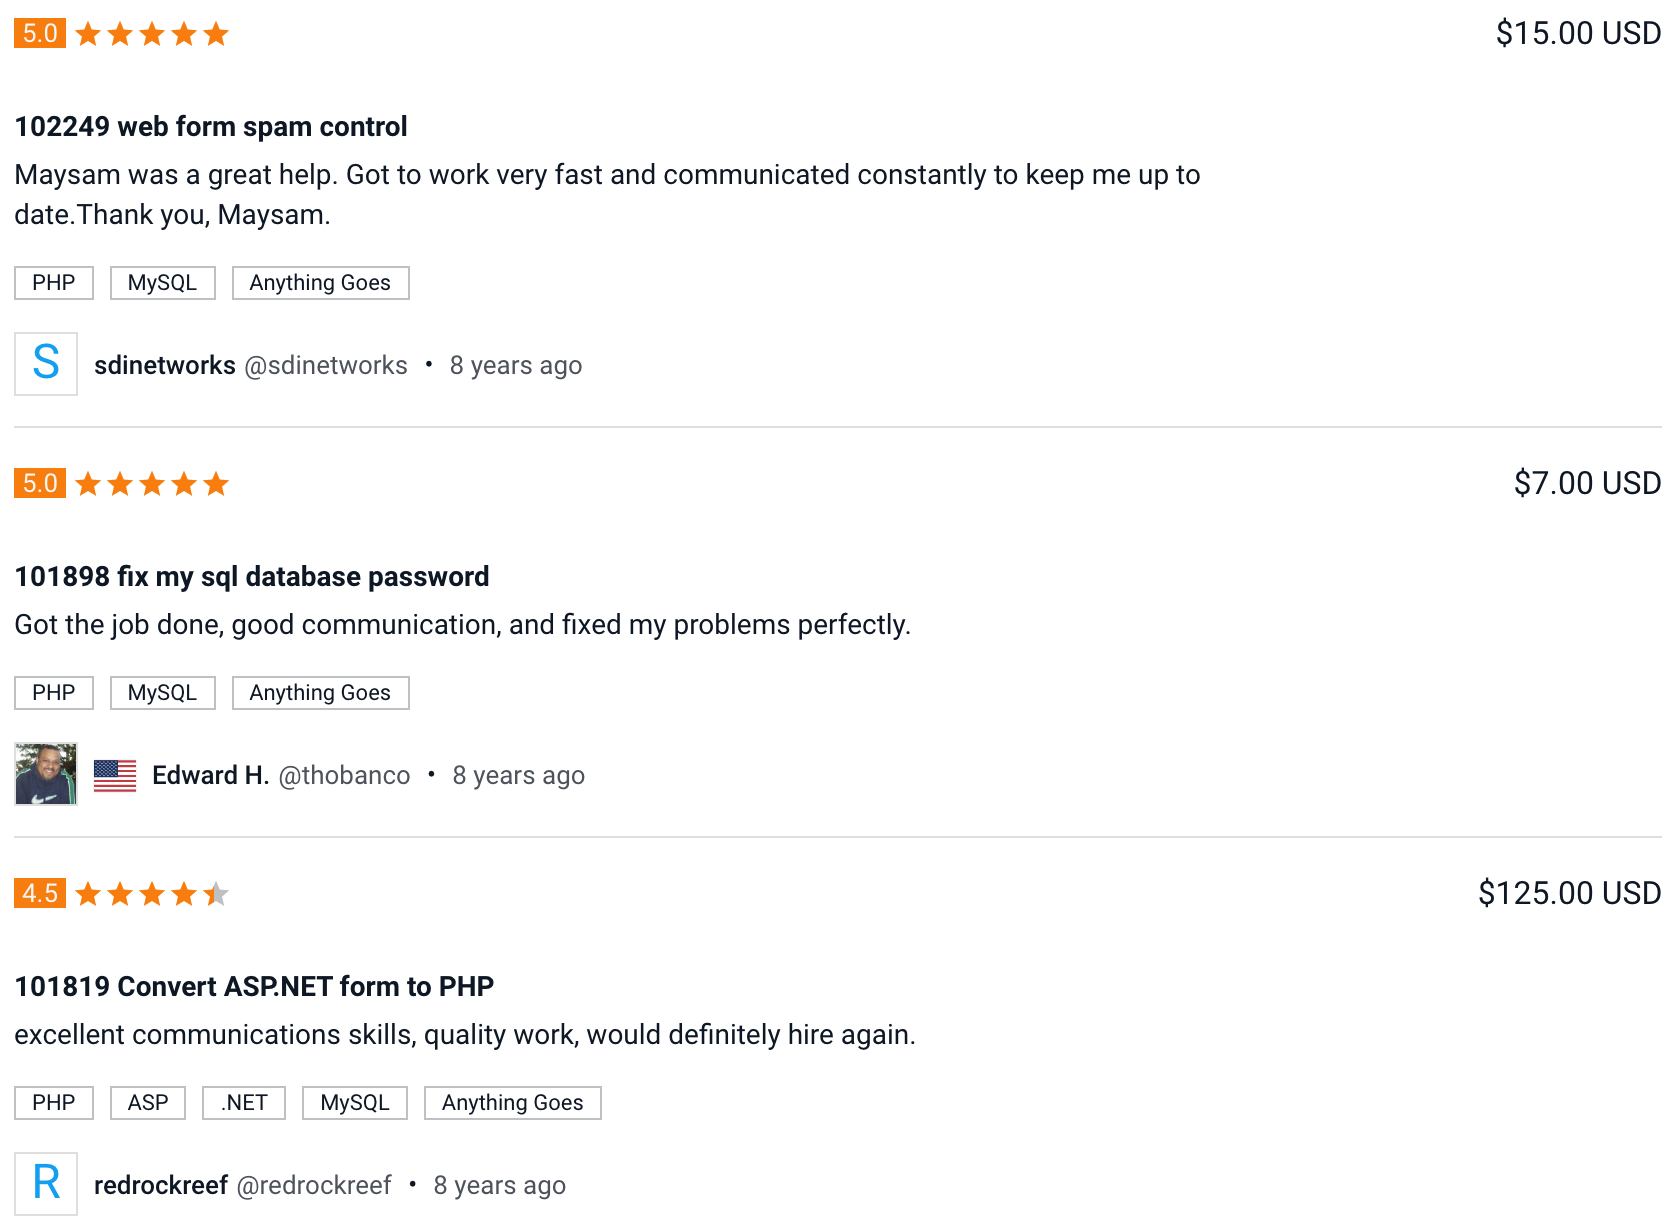 5.0 $15.00 USD
102249 web form spam control
Maysam was a great help. Got to work very fast and communicated constantly to keep me up to
date.Thank you, Maysam.
PHP MySQL Anything Goes
S sdinetworks @sdinetworks • 8 years ago
5.0 $7.00 USD
101898 fix my sql database password
Got the job done, good communication, and fixed my problems perfectly.
PHP MySQL Anything Goes
Edward H. @thobanco • 8 years ago
4.5 $125.00 USD
101819 Convert ASP.NET form to PHP
excellent communications skills, quality work, would definitely hire again.
PHP ASP .NET MySQL Anything Goes
R redrockreef @redrockreef • 8 years ago